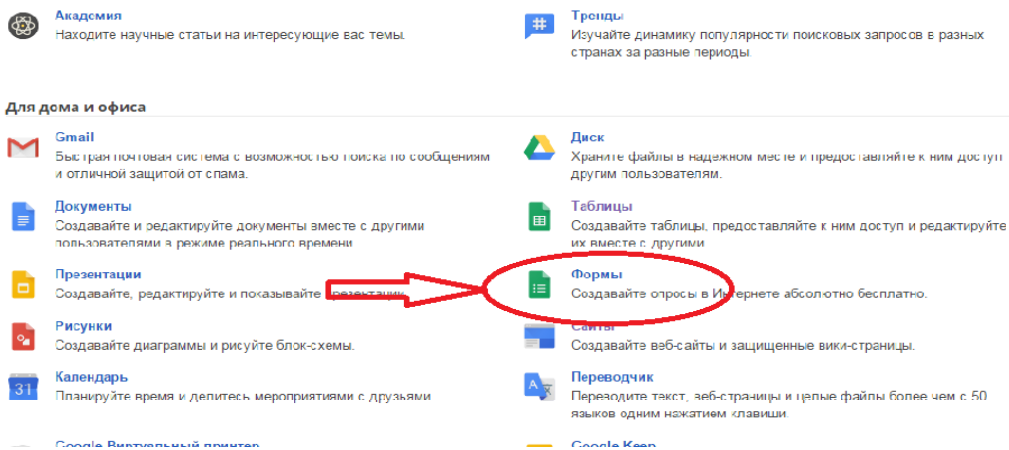 Академия
Находите научные статьи на интересующие вас темы.
Тренды
Изучайте динамику популярности поисковых запросов в разных
странах за разные периоды.
Для дома и офиса
Gmail
Быстрая почтовая система с возможностью поиска по сообщениям
и отличной защитой от спама.
Диск
Храните файлы в надежном месте и предоставляйте к ним доступ
другим пользователям.
Документы
Создавайте и редактируйте документы вместе с другими
пользователями в режиме реального времени
Таблицы
Создавайте таблицы, предоставляйте к ним доступ и редактируйте
их вместе с другими
Презентации
Создавайте, редактируйте и показывайте презентации.
Формы
Создавайте опросы в Интернете абсолютно бесплатно.
Рисунки
Создавайте диаграммы и рисуйте блок-схемы.
Сайты
Создавайте веб-сайты и защищенные вики-страницы.
31
Календарь
Планируйте время и делитесь мероприятиями с друзьями
Переводчик
Переводите текст, веб-страницы и целые файлы более чем с 50
языков одним нажатием клавиши.
Google Виртуальный принтер
Google Keep